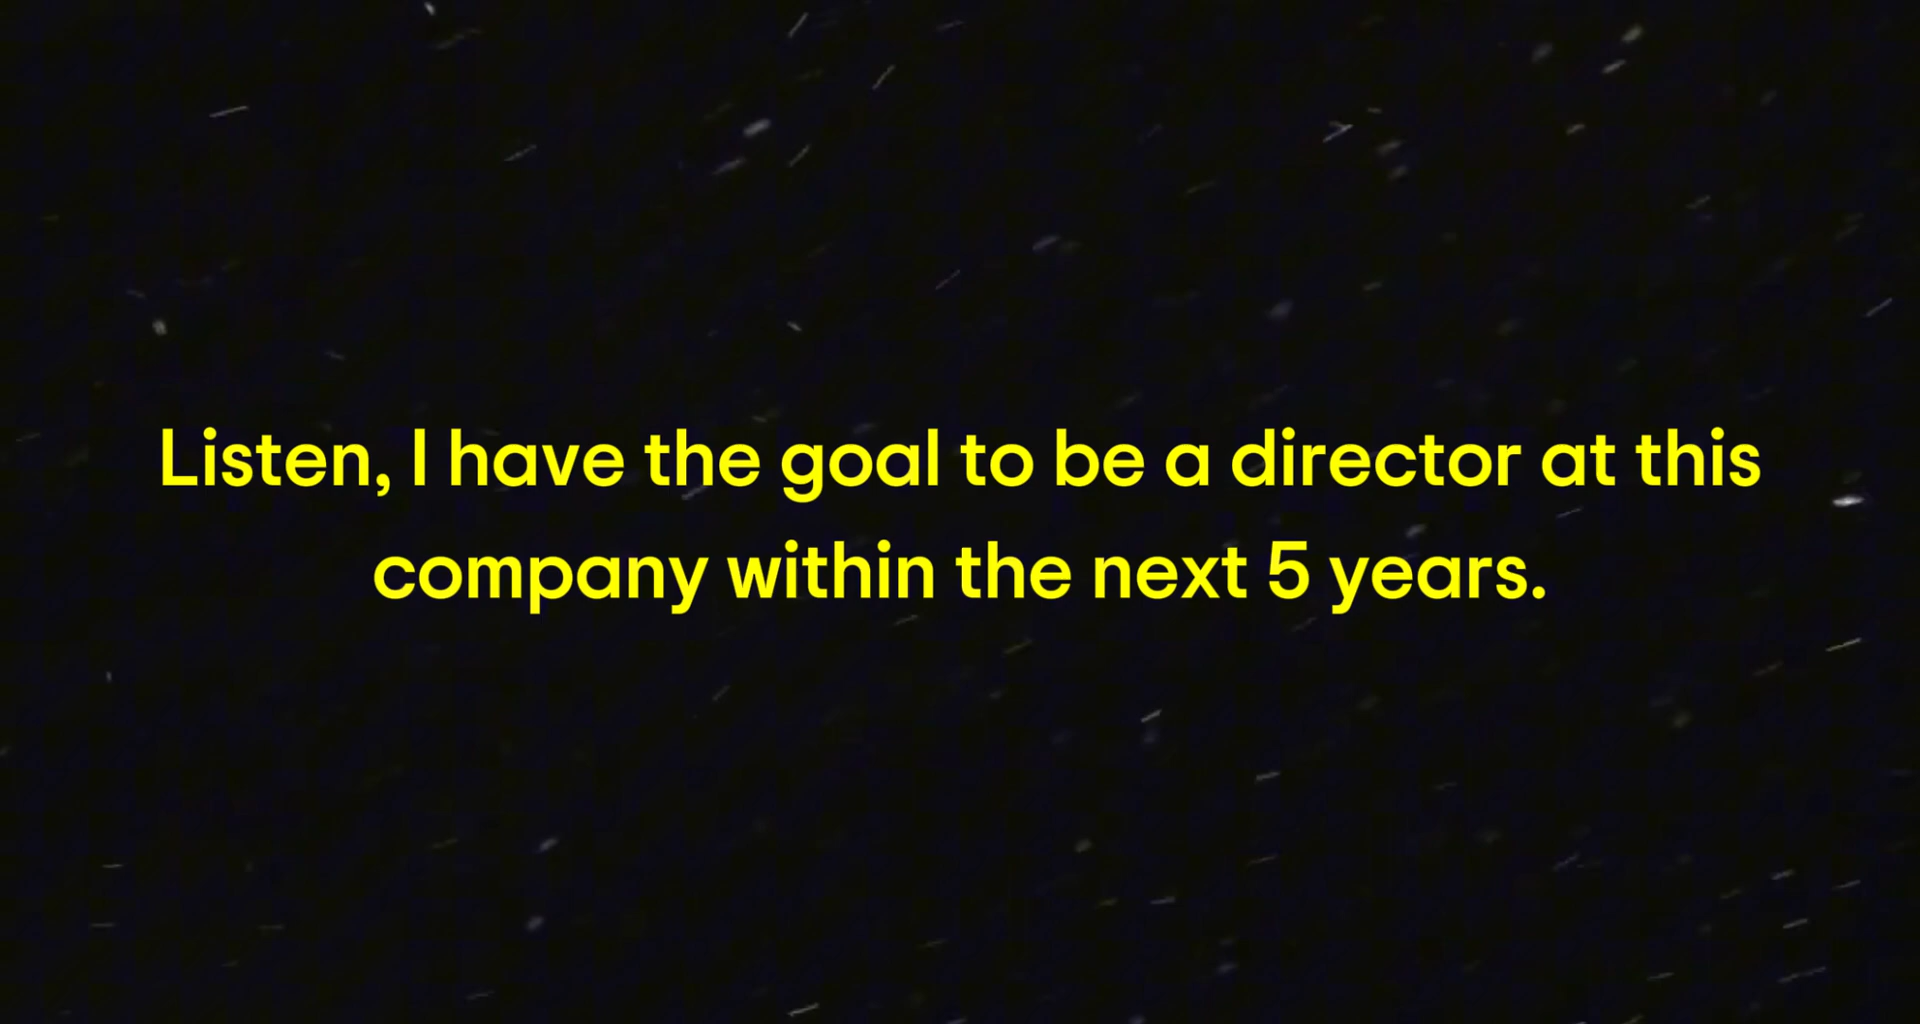 Listen, I have the goal to be a director at this
company within the next 5 years.